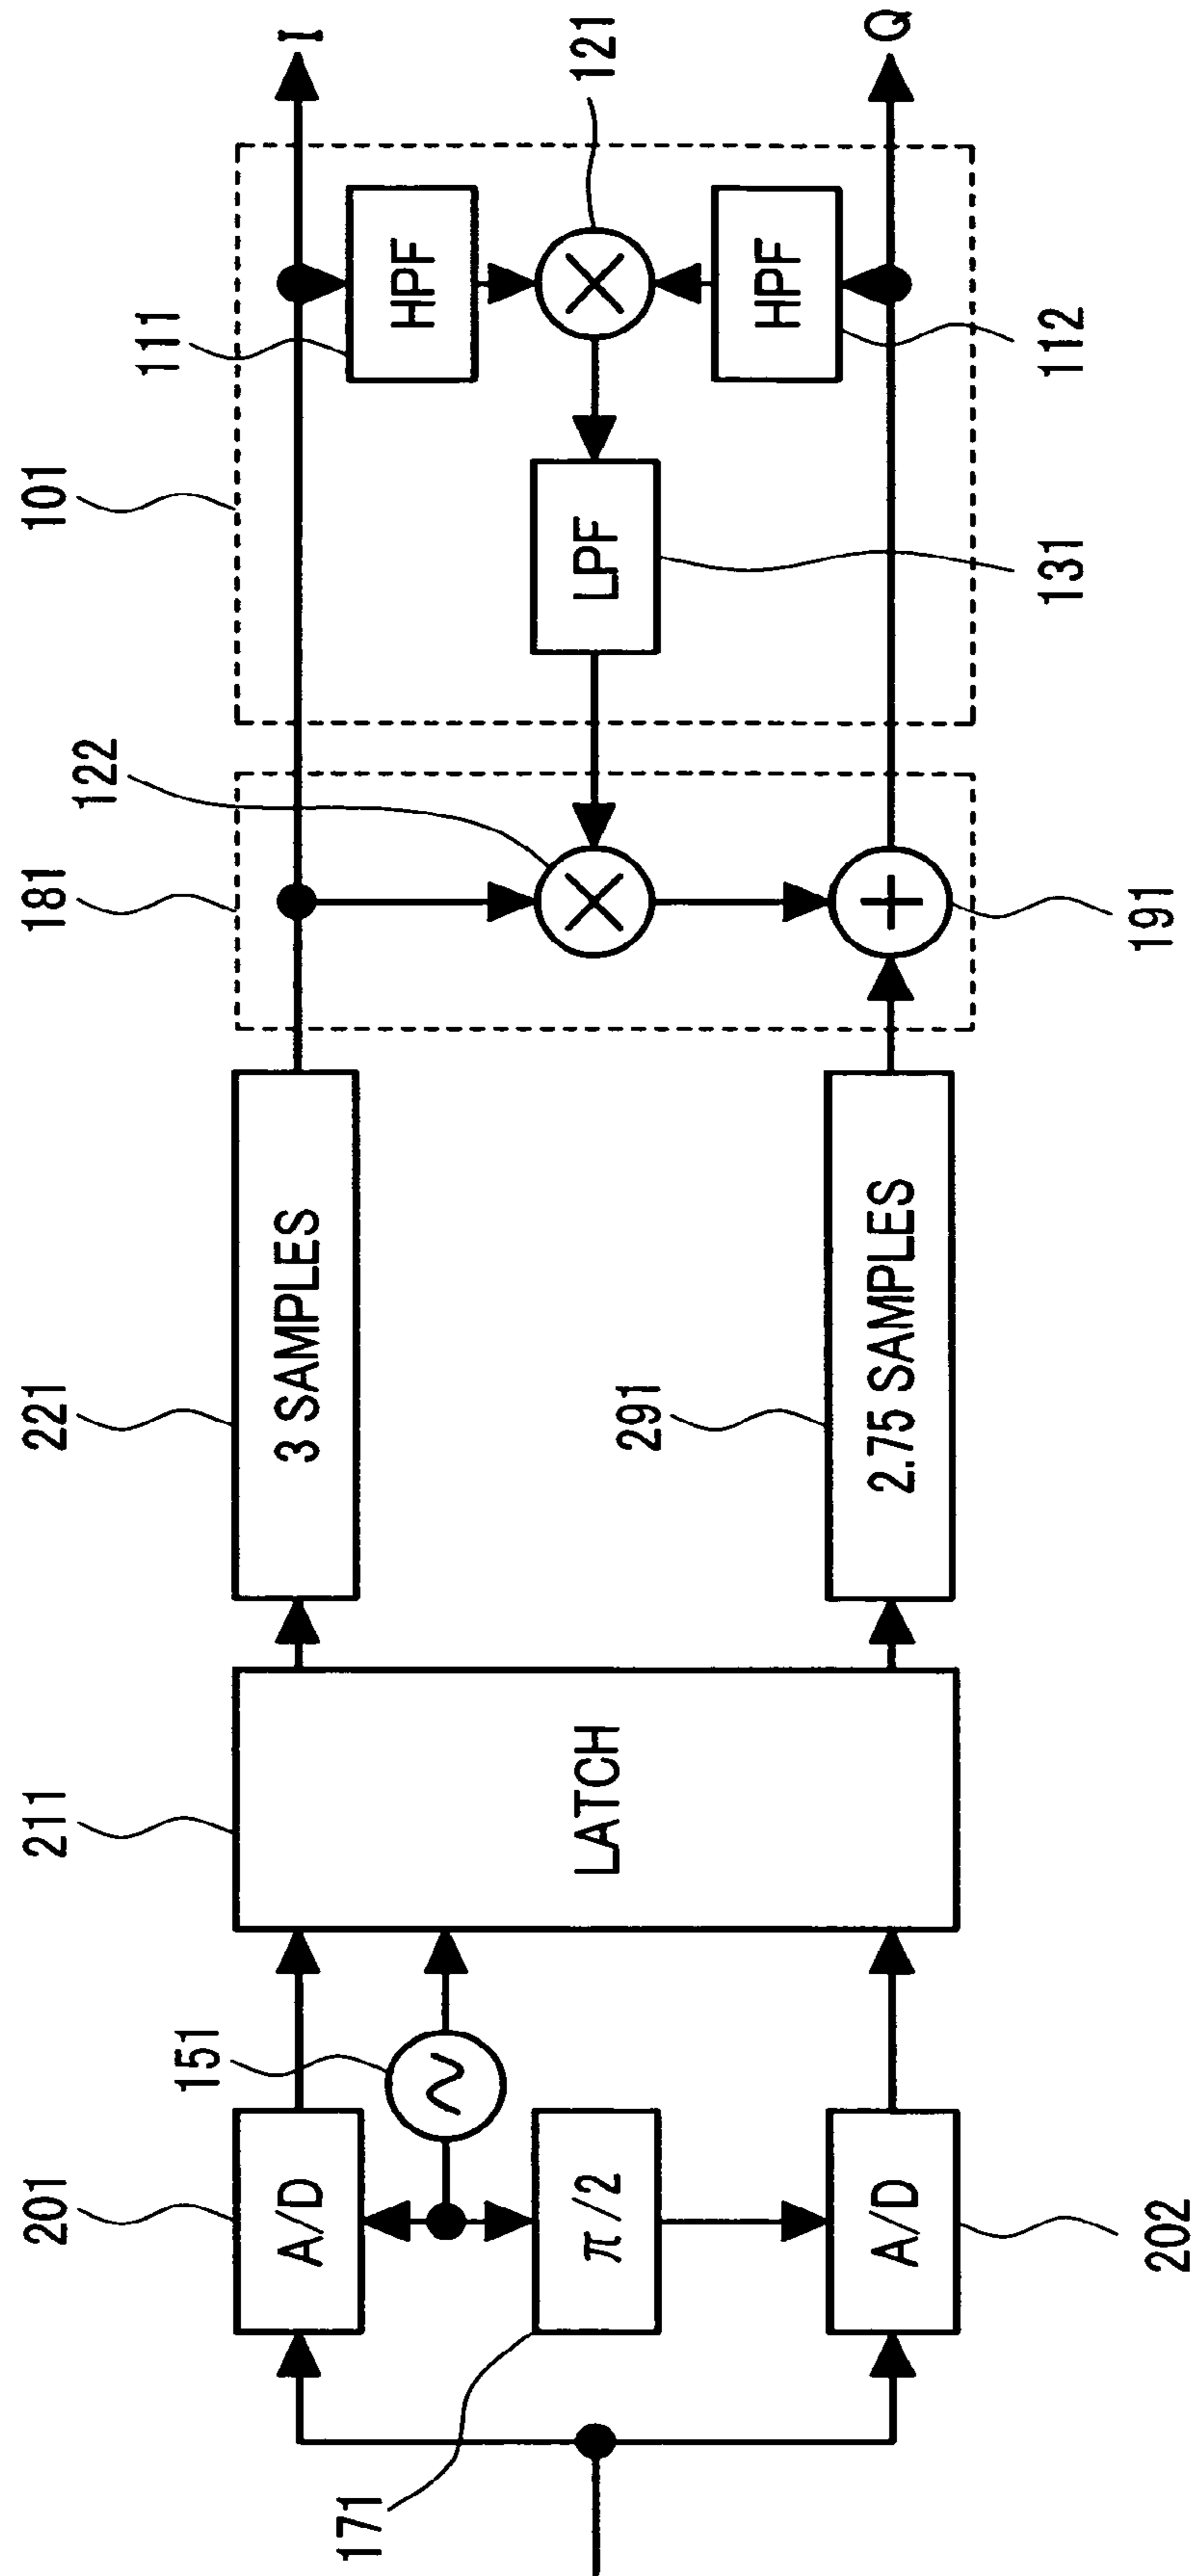 101
181
122
221
211
201
111
I
HPF
121
HPF
Q
112
LPF
131
191
3 SAMPLES
291
2.75 SAMPLES
LATCH
151
A/D
π/2
A/D
171
202